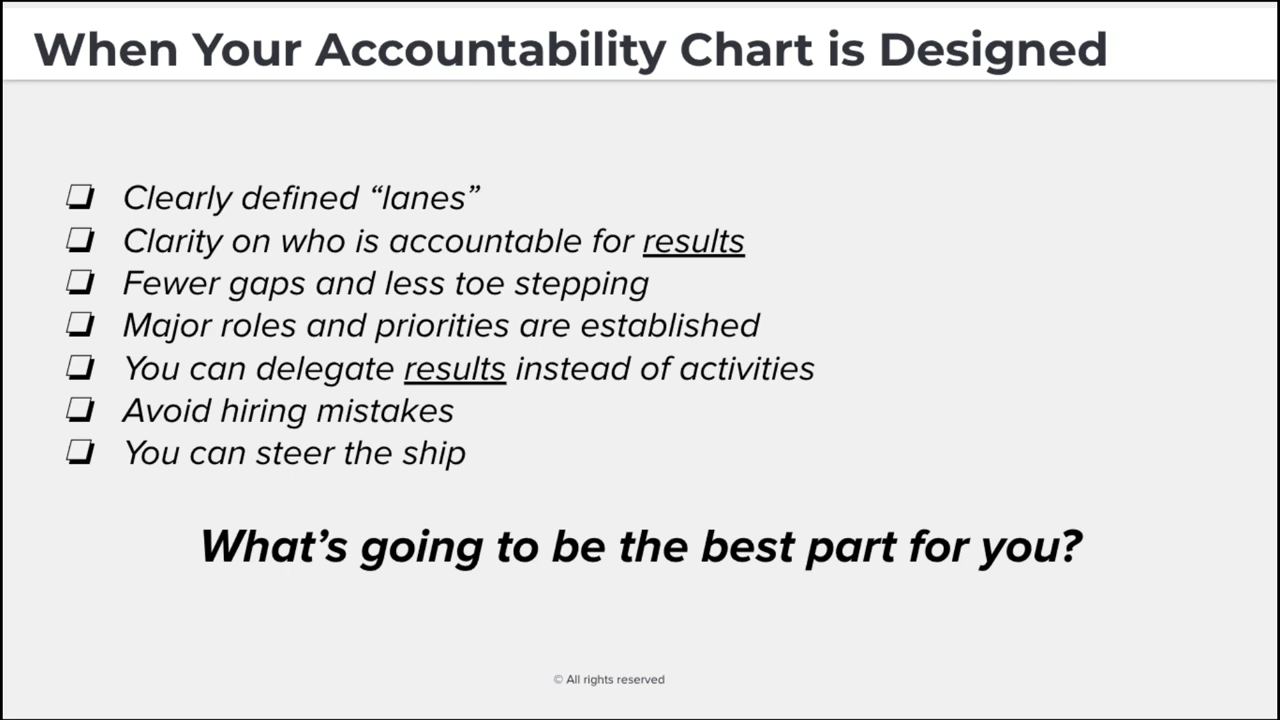 When Your Accountability Chart is Designed
❏ Clearly defined “lanes”
❏ Clarity on who is accountable for results
❏ Fewer gaps and less toe stepping
❏ Major roles and priorities are established
❏ You can delegate results instead of activities
❏ Avoid hiring mistakes
❏ You can steer the ship
What’s going to be the best part for you?
© All rights reserved